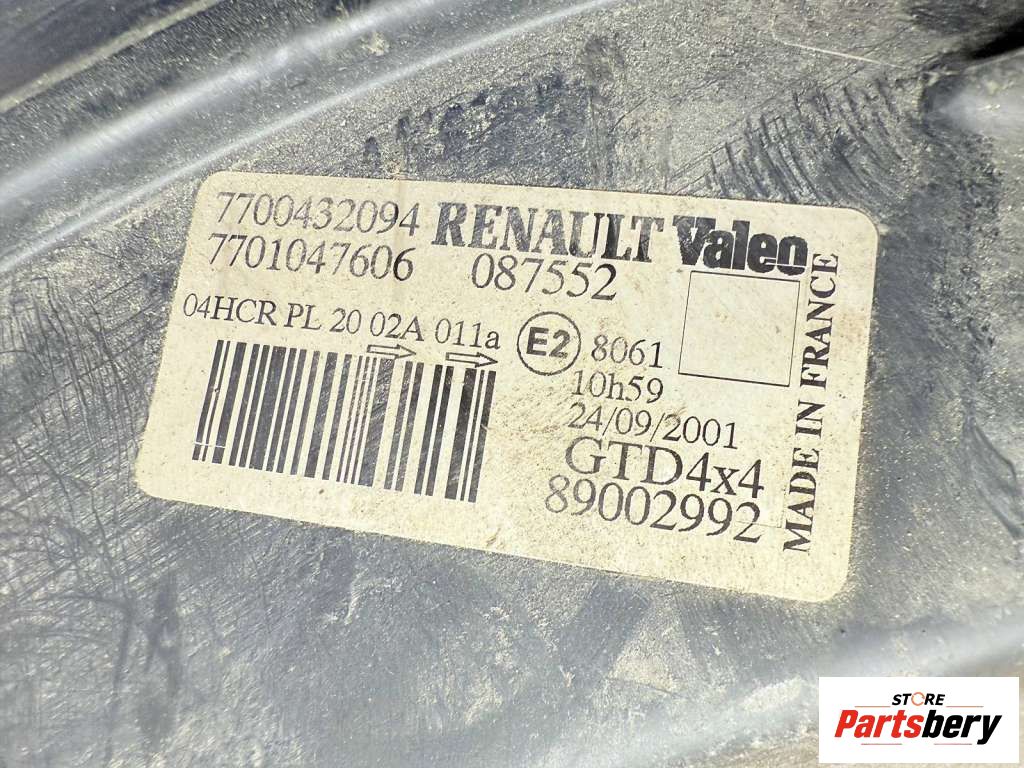 7700432094 RENAULT Valeo
7701047606 087552
04HCR PL 20 02A 011a E2 8061
10h59
24/09/2001
GTD4x4
89002992
MADE IN FRANCE
STORE
Partsbery